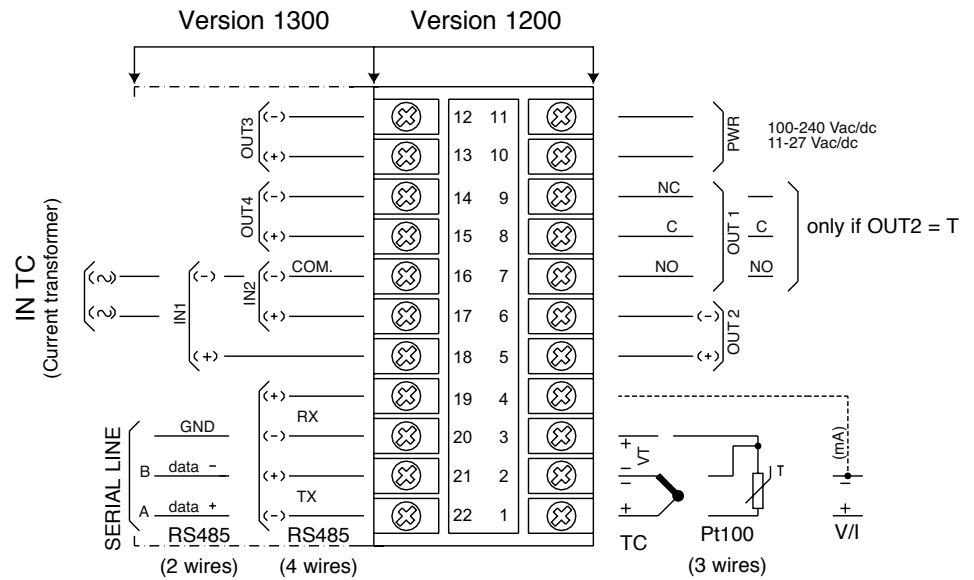 Version 1300 Version 1200
OUT3 (-) 12 11 PWR 100-240 Vac/dc
11-27 Vac/dc
(+) 13 10
OUT4 (-) 14 9 NC OUT 1
(+) 15 8 C C only if OUT2 = T
IN TC
(Current transformer)
(~) IN1 (-) IN2 (-) COM. 16 7 NO NO
(~) (+) 17 6 (-) OUT 2
(+) 18 5 (+)
(+) 19 4
RX
SERIAL LINE GND (-) 20 3 + VT (mA)
B data - (+) 21 2 - - T -
TX
A data + (-) 22 1 + +
RS485 RS485 TC Pt100 V/I
(2 wires) (4 wires) (3 wires)